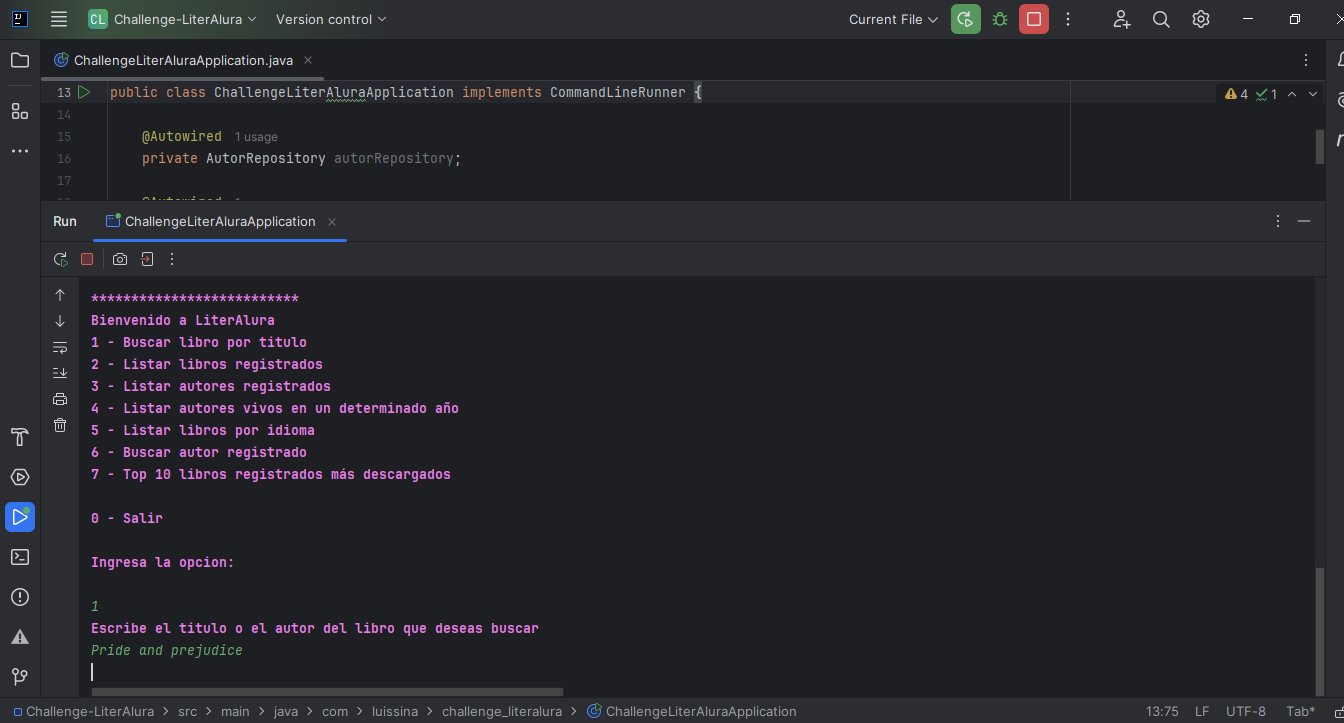 CL Challenge-LiterAlura Version control Current File
ChallengeLiterAluraApplication.java
13 public class ChallengeLiterAluraApplication implements CommandLineRunner {
4 1
14
15 @Autowired 1 usage
16 private AutorRepository autorRepository;
17
Run ChallengeLiterAluraApplication
**************************
Bienvenido a LiterAlura
1 - Buscar libro por titulo
2 - Listar libros registrados
3 - Listar autores registrados
4 - Listar autores vivos en un determinado año
5 - Listar libros por idioma
6 - Buscar autor registrado
7 - Top 10 libros registrados más descargados
0 - Salir
Ingresa la opcion:
1
Escribe el titulo o el autor del libro que deseas buscar
Pride and prejudice
Challenge-LiterAlura > src > main > java > com > luissina > challenge_literalura > ChallengeLiterAluraApplication 13:75 LF UTF-8 Tab*